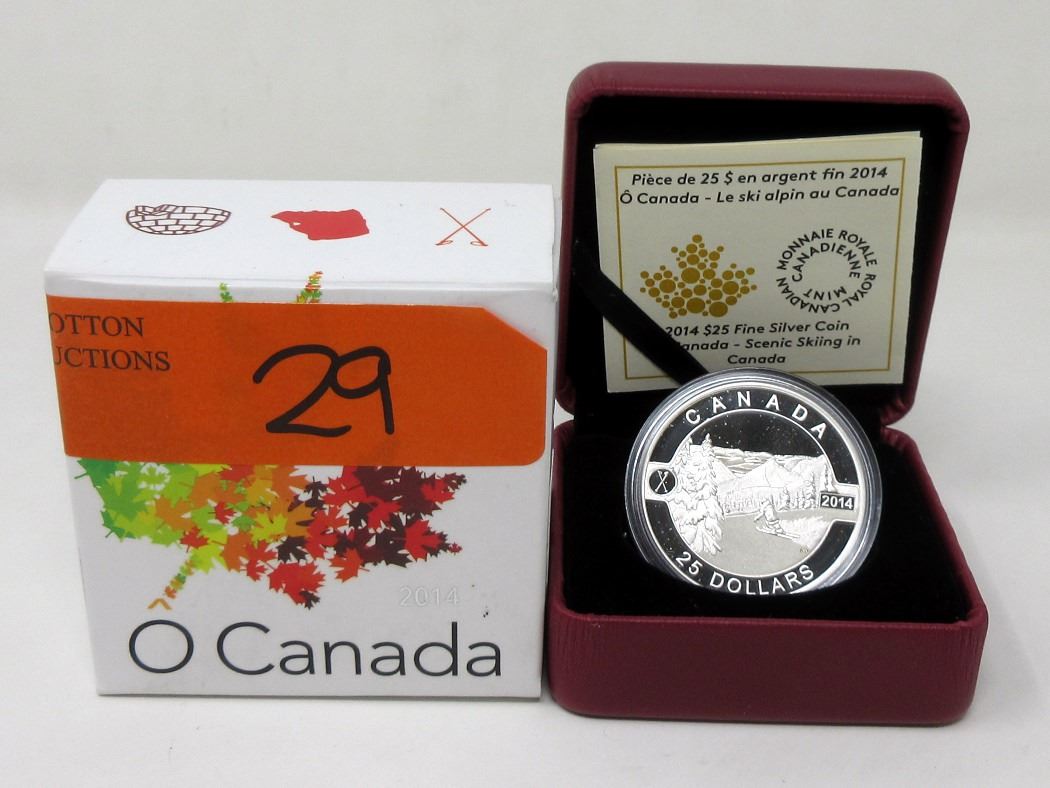 OTTON
UCTIONS
29
2014
O Canada
Pièce de 25 $ en argent fin 2014
Ô Canada - Le ski alpin au Canada
MONNAIE ROYALE CANADIENNE
ROYAL CANADIAN MINT
2014 $25 Fine Silver Coin
anada - Scenic Skiing in
Canada
CANADA
2014
25 DOLLARS